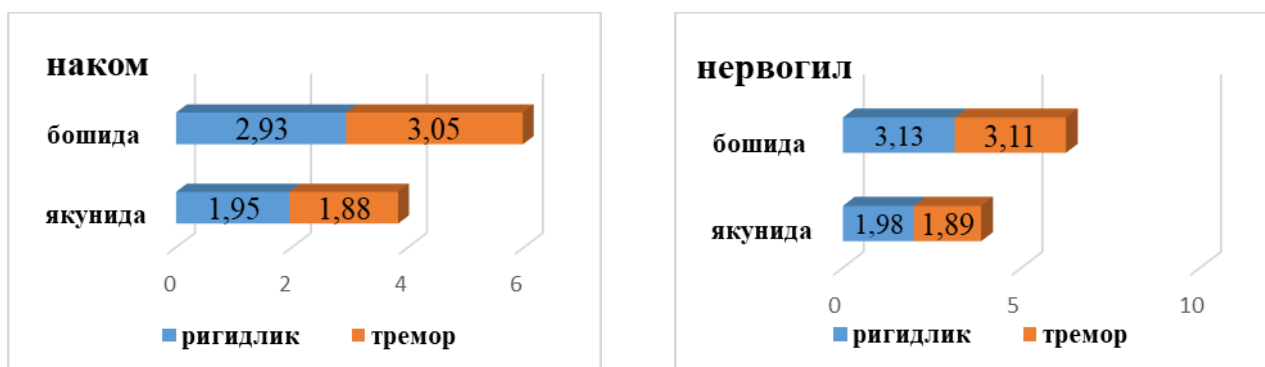 наком
бошида 2,93 3,05
якунида 1,95 1,88
0 2 4 6
ригидлик тремор
нервогил
бошида 3,13 3,11
якунида 1,98 1,89
0 5 10
ригидлик тремор